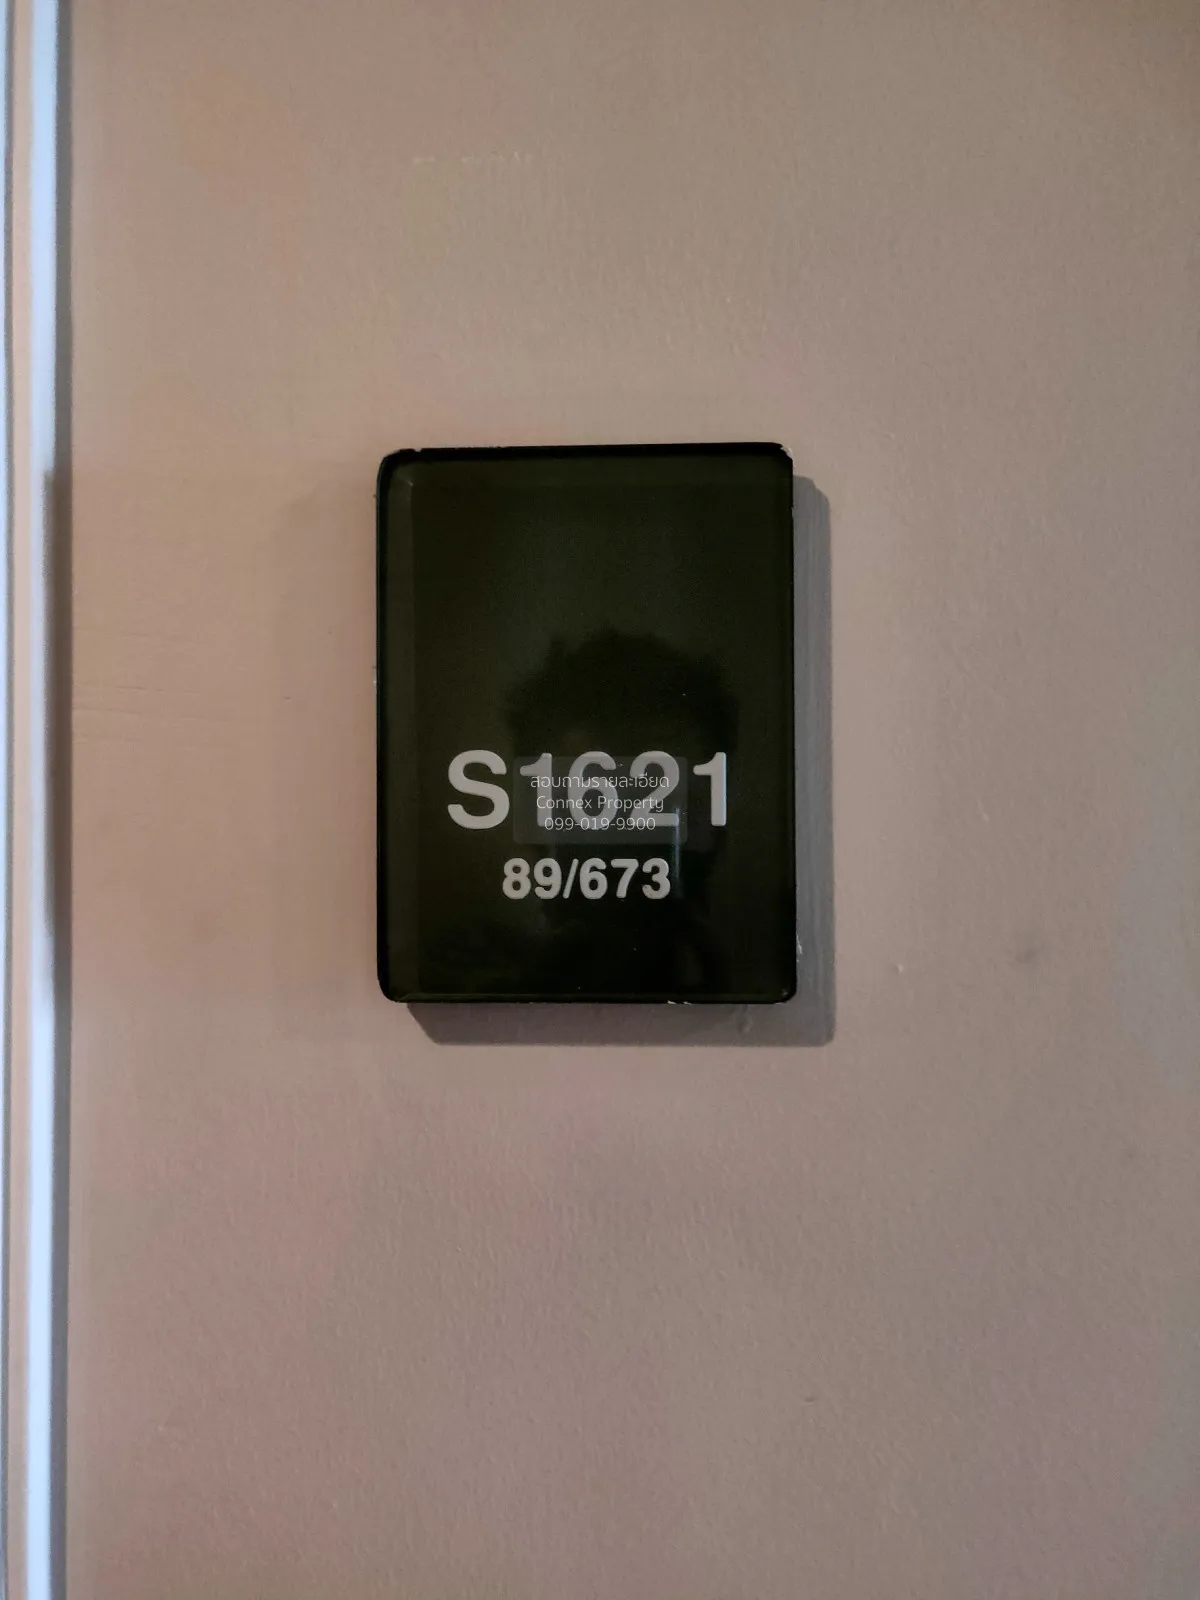 S1621
สอบถามรายละเอียด
Connex Property
099-019-9900
89/673